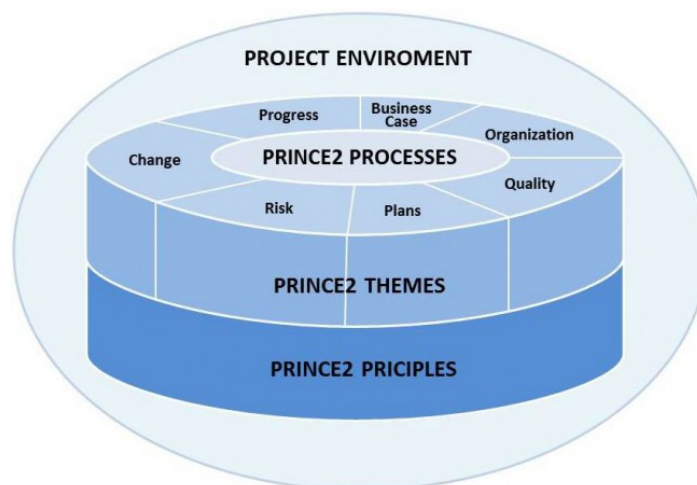 PROJECT ENVIROMENT
Progress
Business
Case
Organization
Change
PRINCE2 PROCESSES
Quality
Risk
Plans
PRINCE2 THEMES
PRINCE2 PRICIPLES